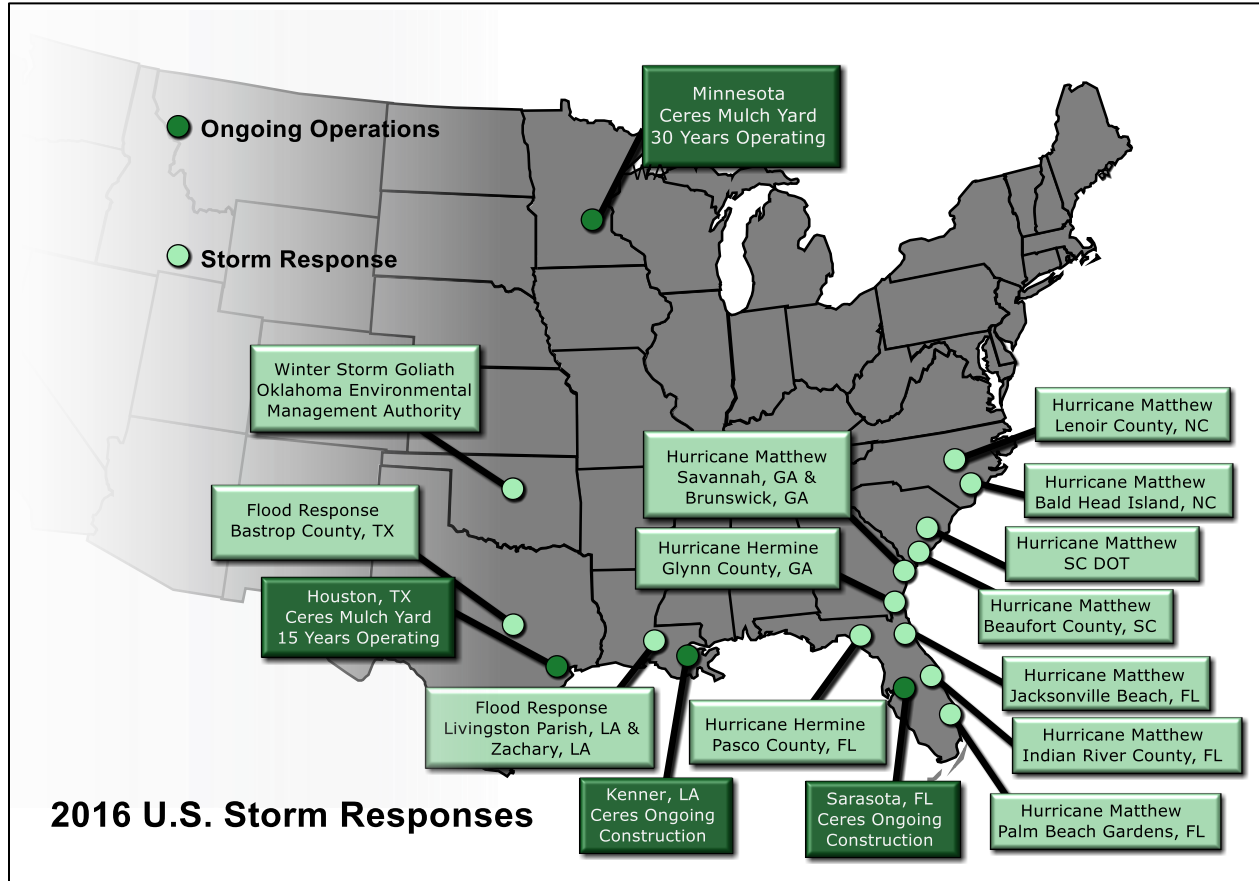 Minnesota
Ceres Mulch Yard
30 Years Operating
WA
Ongoing Operations
Storm Response
Winter Storm Goliath
Oklahoma Environmental
Management Authority
Hurricane Matthew
Lenoir County, NC
Hurricane Matthew
Savannah, GA &
Brunswick, GA
Hurricane Matthew
Bald Head Island, NC
Flood Response
Bastrop County, TX
Hurricane Hermine
Glynn County, GA
Hurricane Matthew
SC DOT
Houston, TX
Ceres Mulch Yard
15 Years Operating
Hurricane Matthew
Beaufort County, SC
Hurricane Matthew
Jacksonville Beach, FL
Flood Response
Livingston Parish, LA &
Zachary, LA
Hurricane Hermine
Pasco County, FL
Hurricane Matthew
Indian River County, FL
Kenner, LA
Ceres Ongoing
Construction
Sarasota, FL
Ceres Ongoing
Construction
Hurricane Matthew
Palm Beach Gardens, FL
2016 U.S. Storm Responses